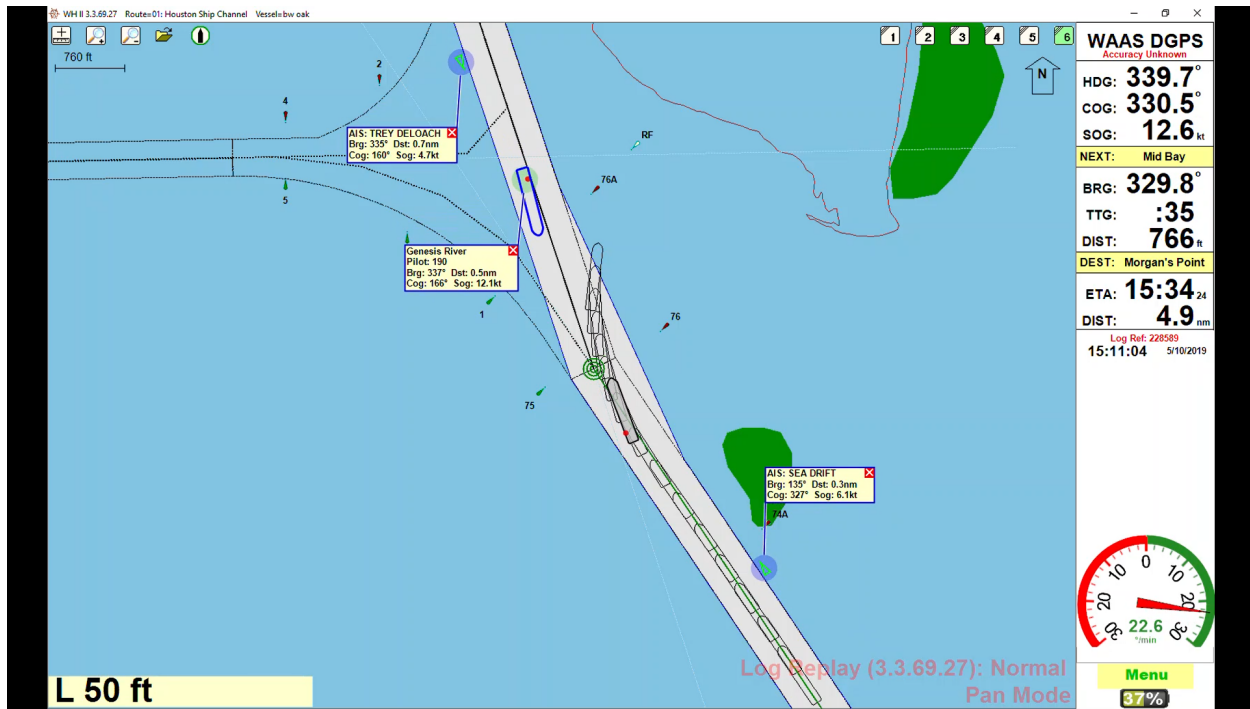 WH II 3.3.69.27 Route=01: Houston Ship Channel Vessel=bw oak
760 ft
1
2
3
4
5
6
N
2
4
5
AIS: TREY DELOACH
Brg: 335° Dst: 0.7nm
Cog: 160° Sog: 4.7kt
RF
76A
Genesis River
Pilot: 190
Brg: 337° Dst: 0.5nm
Cog: 166° Sog: 12.1kt
1
76
75
AIS: SEA DRIFT
Brg: 135° Dst: 0.3nm
Cog: 327° Sog: 6.1kt
74A
Log Replay (3.3.69.27): Normal
Pan Mode
L 50 ft
WAAS DGPS
Accuracy Unknown
HDG: 339.7°
COG: 330.5°
SOG: 12.6 kt
NEXT: Mid Bay
BRG: 329.8°
TTG: :35
DIST: 766 ft
DEST: Morgan's Point
ETA: 15:34 24
DIST: 4.9 nm
Log Ref: 228589
15:11:04 5/10/2019
30 20 10 0 10 20 30
22.6
°/min
Menu
37%